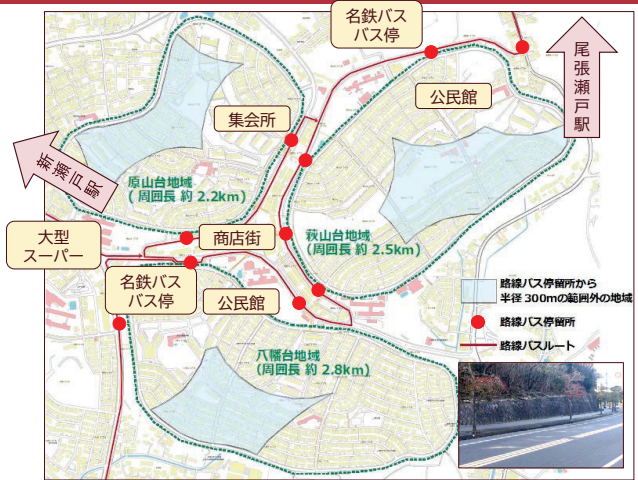 名鉄バス
バス停
尾張瀬戸駅
公民館
集会所
新瀬戸駅
原山台地域
( 周囲長 約 2.2km)
大型
スーパー
商店街
萩山台地域
(周囲長 約 2.5km)
名鉄バス
バス停
公民館
路線バス停留所から
半径 300mの範囲外の地域
路線バス停留所
路線バスルート
八幡台地域
(周囲長 約 2.8km)